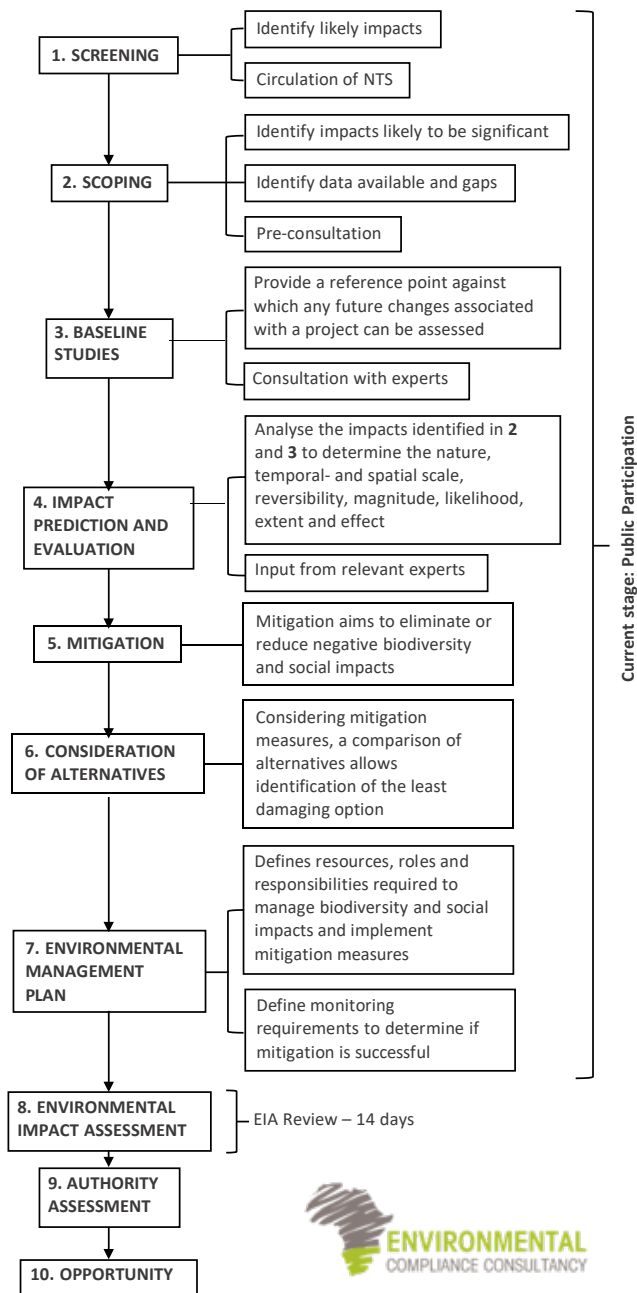 1. SCREENING
Identify likely impacts
Circulation of NTS
2. SCOPING
Identify impacts likely to be significant
Identify data available and gaps
Pre-consultation
3. BASELINE
STUDIES
Provide a reference point against
which any future changes associated
with a project can be assessed
Consultation with experts
4. IMPACT
PREDICTION AND
EVALUATION
Analyse the impacts identified in 2
and 3 to determine the nature,
temporal- and spatial scale,
reversibility, magnitude, likelihood,
extent and effect
Input from relevant experts
5. MITIGATION
Mitigation aims to eliminate or
reduce negative biodiversity
and social impacts
6. CONSIDERATION
OF ALTERNATIVES
Considering mitigation
measures, a comparison of
alternatives allows
identification of the least
damaging option
7. ENVIRONMENTAL
MANAGEMENT
PLAN
Defines resources, roles and
responsibilities required to
manage biodiversity and social
impacts and implement
mitigation measures
Define monitoring
requirements to determine if
mitigation is successful
Current stage: Public Participation
8. ENVIRONMENTAL
IMPACT ASSESSMENT
EIA Review – 14 days
9. AUTHORITY
ASSESSMENT
10. OPPORTUNITY
ENVIRONMENTAL
COMPLIANCE CONSULTANCY